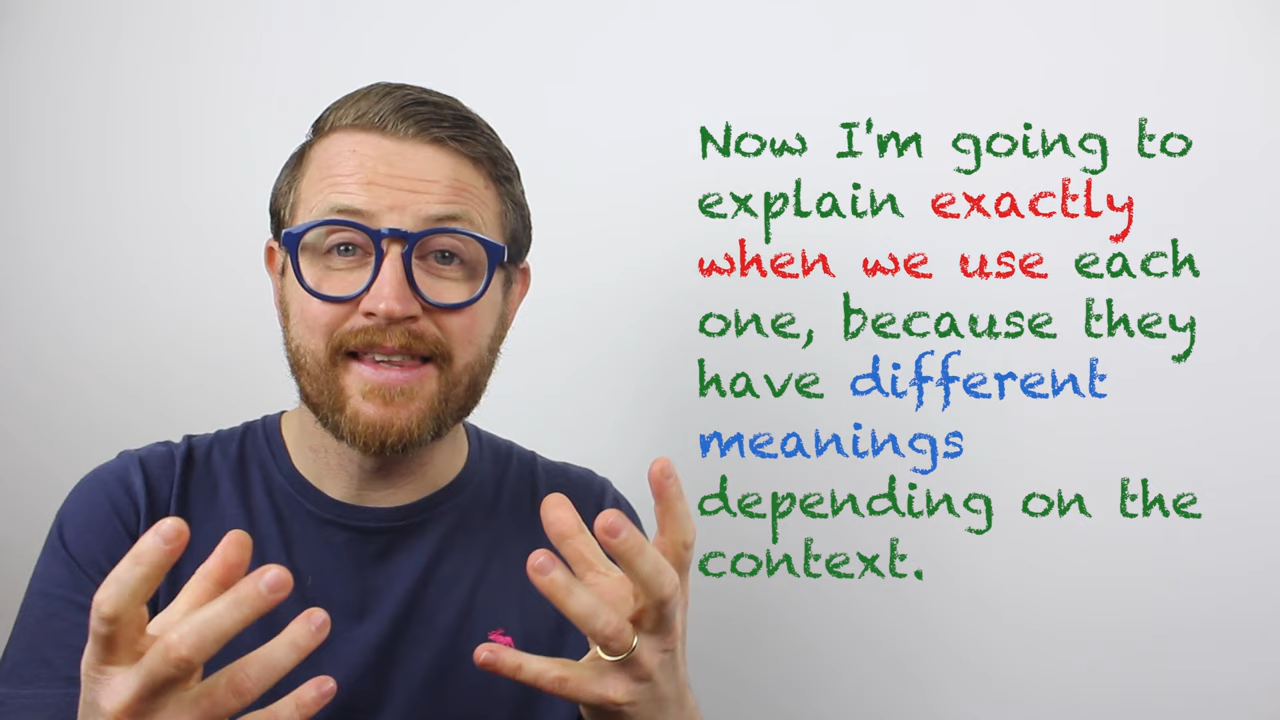 Now I'm going to
explain exactly
when we use each
one, because they
have different
meanings
depending on the
context.